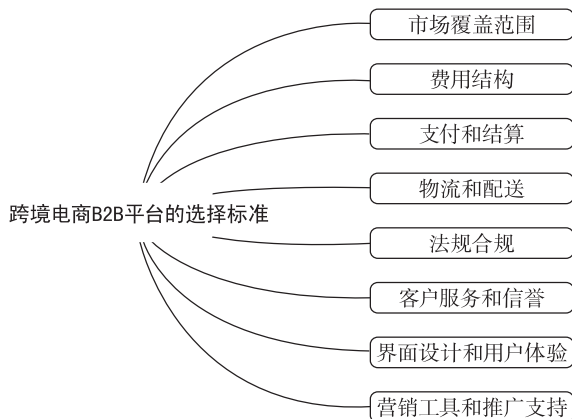 市场覆盖范围
费用结构
支付和结算
物流和配送
跨境电商B2B平台的选择标准
法规合规
客户服务和信誉
界面设计和用户体验
营销工具和推广支持